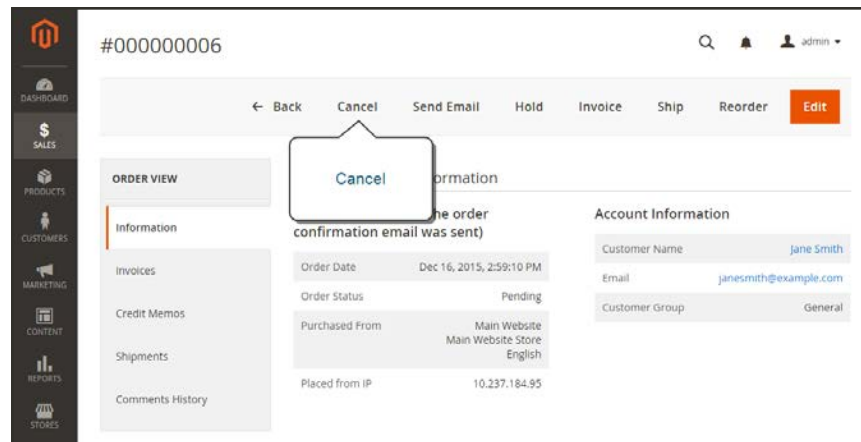 #000000006
admin
DASHBOARD
SALES
PRODUCTS
CUSTOMERS
MARKETING
CONTENT
REPORTS
STORES
← Back Cancel Send Email Hold Invoice Ship Reorder Edit
Cancel
ORDER VIEW
Information
Invoices
Credit Memos
Shipments
Comments History
ormation
he order
confirmation email was sent)
Order Date Dec 16, 2015, 2:59:10 PM
Order Status Pending
Purchased From Main Website
Main Website Store
English
Placed from IP 10.237.184.95
Account Information
Customer Name Jane Smith
Email janesmith@example.com
Customer Group General